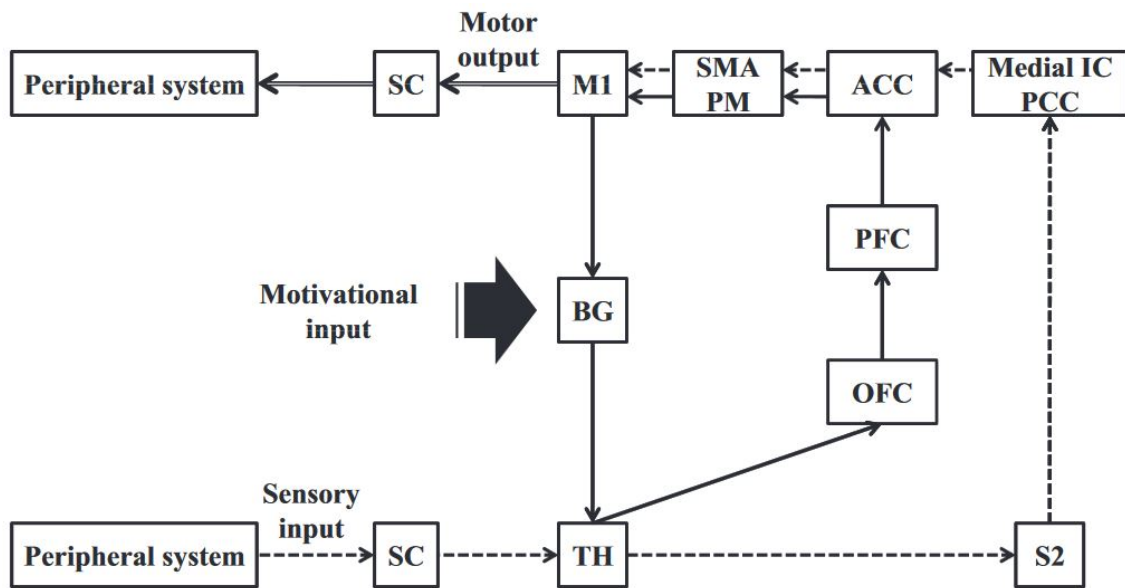 Motor
output
Peripheral system
SC
M1
SMA
PM
ACC
Medial IC
PCC
PFC
Motivational
input
BG
OFC
Sensory
input
Peripheral system
SC
TH
S2